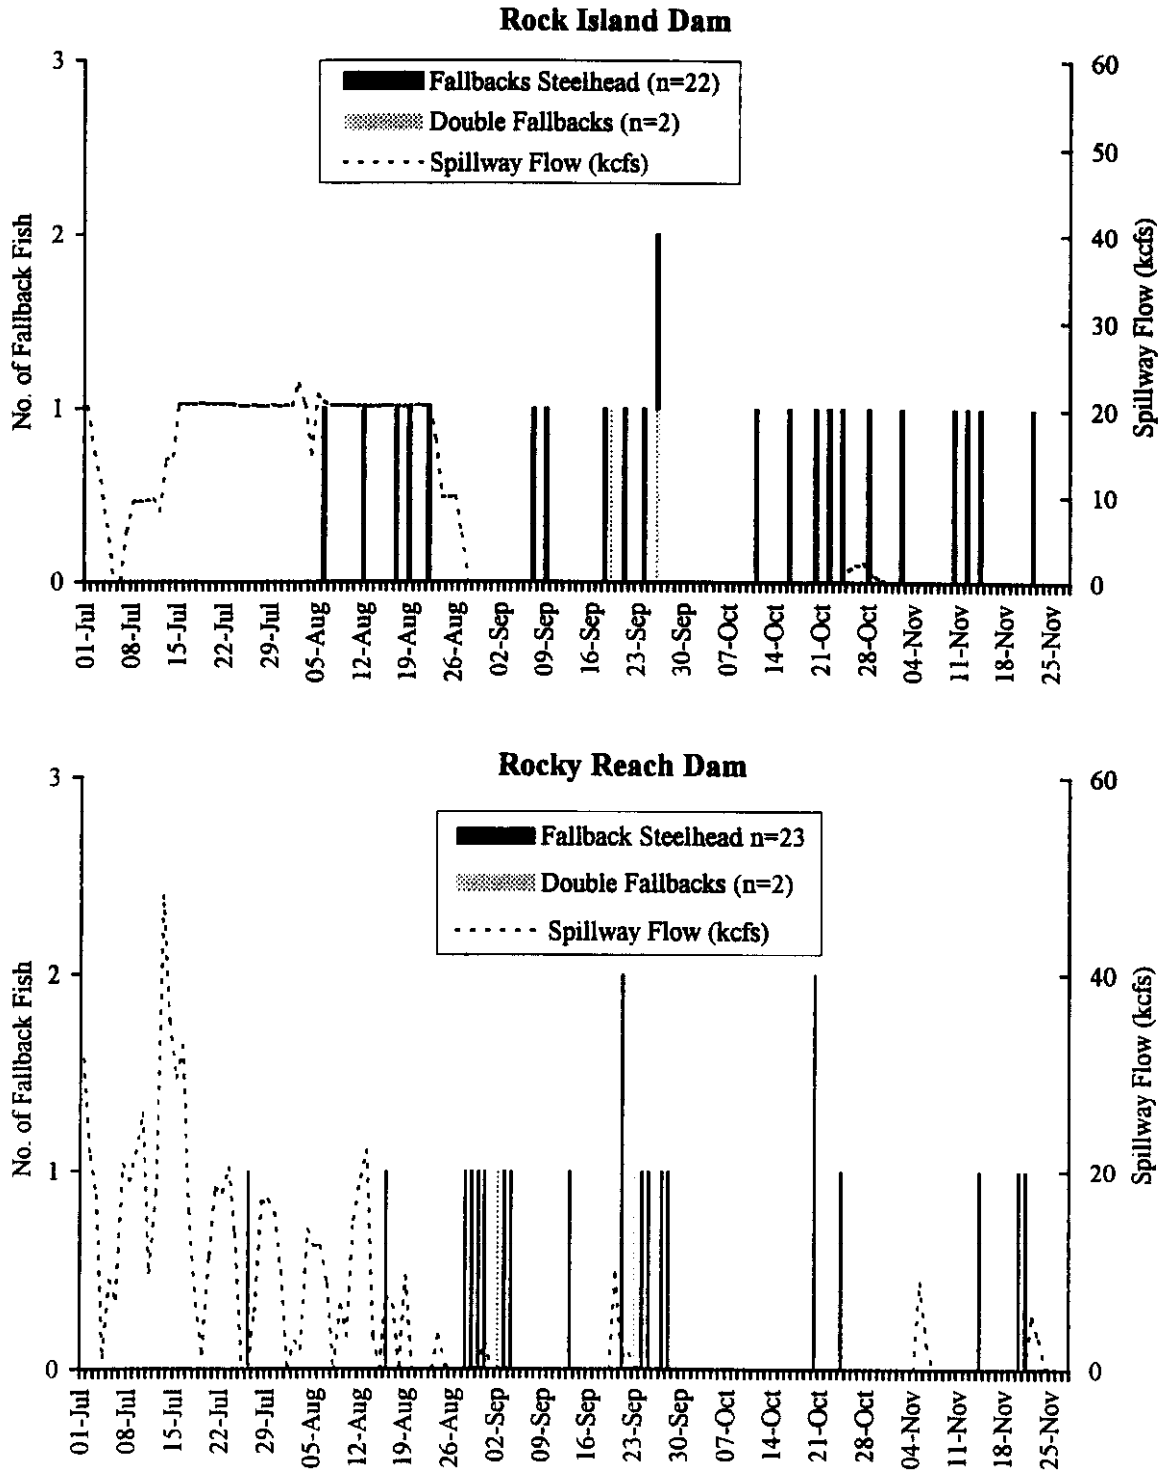 Rock Island Dam
3
2
1
0
No. of Fallback Fish
Fallbacks Steelhead (n=22)
Double Fallbacks (n=2)
Spillway Flow (kcfs)
60
50
40
30
20
10
0
Spillway Flow (kcfs)
01-Jul
08-Jul
15-Jul
22-Jul
29-Jul
05-Aug
12-Aug
19-Aug
26-Aug
02-Sep
09-Sep
16-Sep
23-Sep
30-Sep
07-Oct
14-Oct
21-Oct
28-Oct
04-Nov
11-Nov
18-Nov
25-Nov
Rocky Reach Dam
3
2
1
0
No. of Fallback Fish
Fallback Steelhead n=23
Double Fallbacks (n=2)
Spillway Flow (kcfs)
60
40
20
0
Spillway Flow (kcfs)
01-Jul
08-Jul
15-Jul
22-Jul
29-Jul
05-Aug
12-Aug
19-Aug
26-Aug
02-Sep
09-Sep
16-Sep
23-Sep
30-Sep
07-Oct
14-Oct
21-Oct
28-Oct
04-Nov
11-Nov
18-Nov
25-Nov